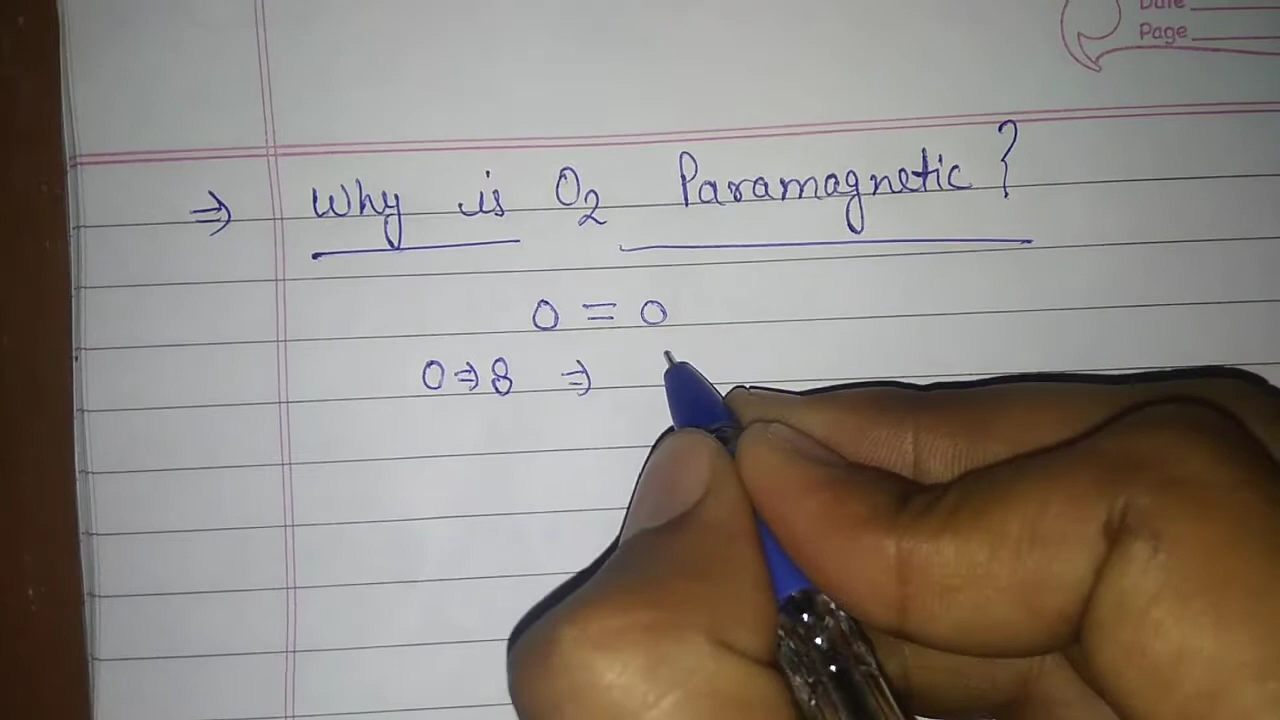 Date
Page
⇒ Why is O2 Paramagnetic?
O = O
O⇒8 ⇒